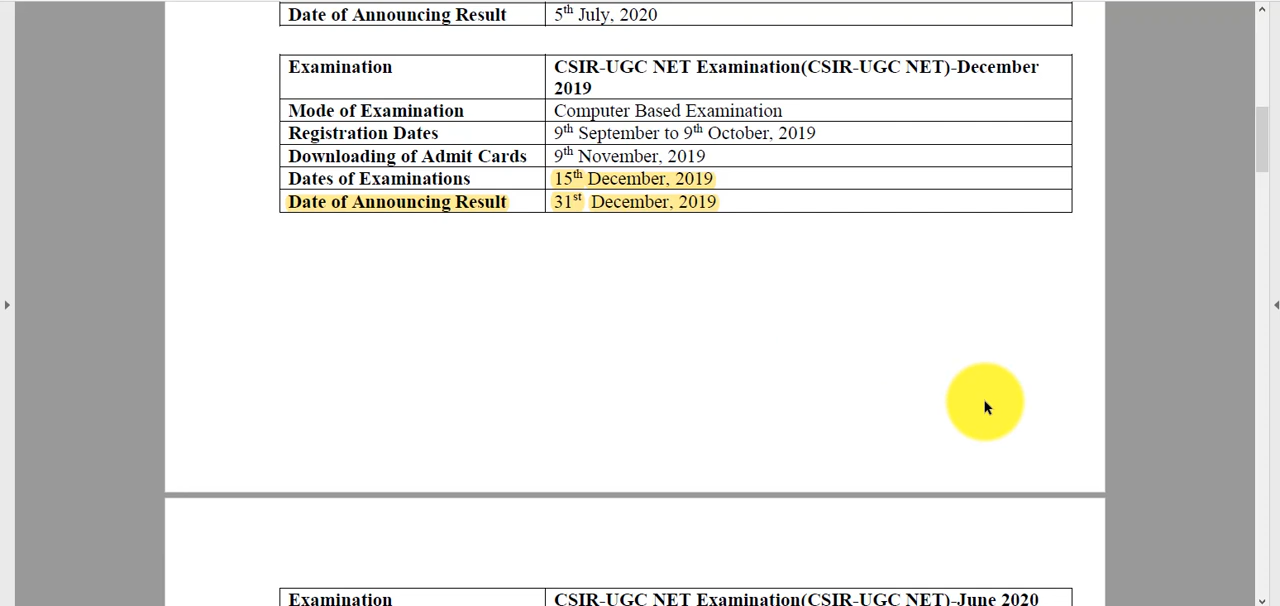 Date of Announcing Result 5th July, 2020
Examination CSIR-UGC NET Examination(CSIR-UGC NET)-December
2019
Mode of Examination Computer Based Examination
Registration Dates 9th September to 9th October, 2019
Downloading of Admit Cards 9th November, 2019
Dates of Examinations 15th December, 2019
Date of Announcing Result 31st December, 2019
Examination CSIR-UGC NET Examination(CSIR-UGC NET)-June 2020